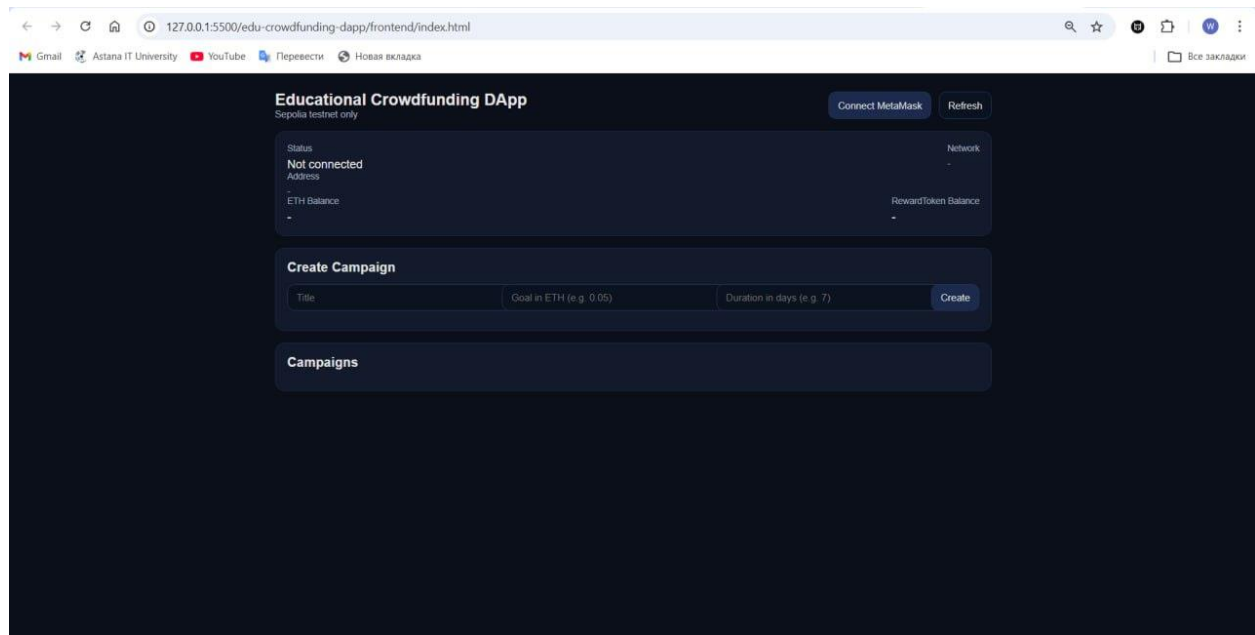 127.0.0.1:5500/edu-crowdfunding-dapp/frontend/index.html
W
Gmail Astana IT University YouTube Перевести Новая вкладка Все закладки
Educational Crowdfunding DApp
Sepolia testnet only
Connect MetaMask Refresh
Status Network
Not connected -
Address
-
ETH Balance RewardToken Balance
- -
Create Campaign
Title Goal in ETH (e.g. 0.05) Duration in days (e.g. 7) Create
Campaigns